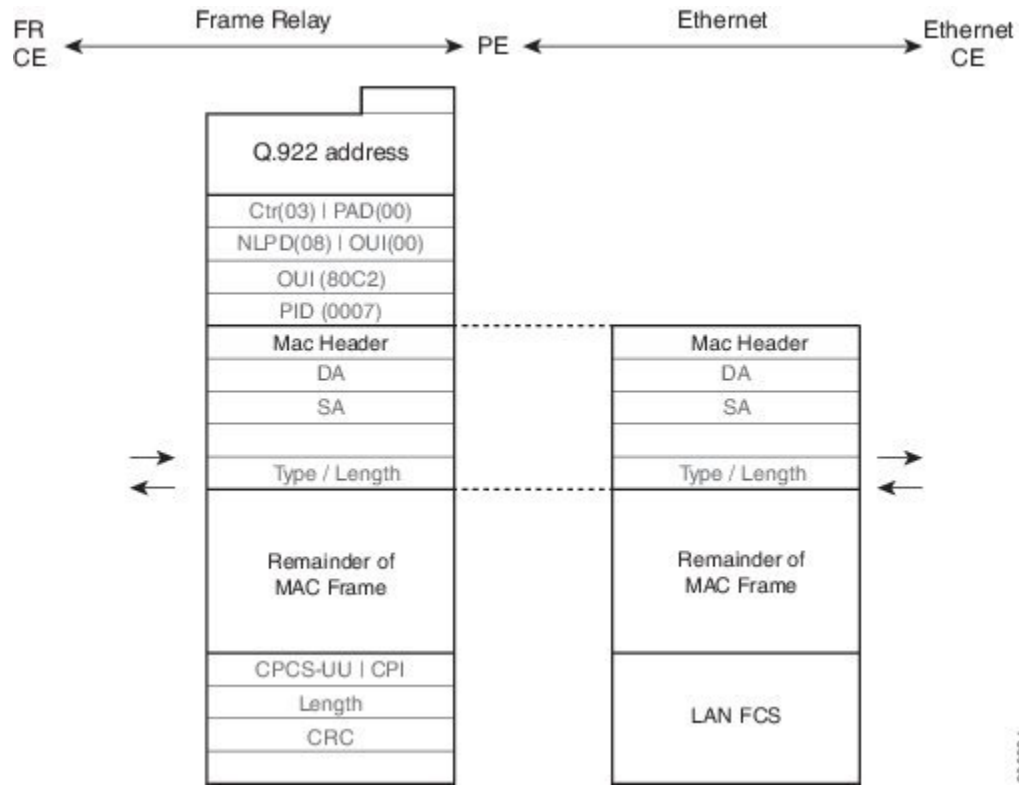 FR CE
Frame Relay
PE
Ethernet
Ethernet CE
Q.922 address
Ctr(03) | PAD(00)
NLPD(08) | OUI(00)
OUI (80C2)
PID (0007)
Mac Header
DA
SA
Type / Length
Remainder of
MAC Frame
CPCS-UU | CPI
Length
CRC
Mac Header
DA
SA
Type / Length
Remainder of
MAC Frame
LAN FCS